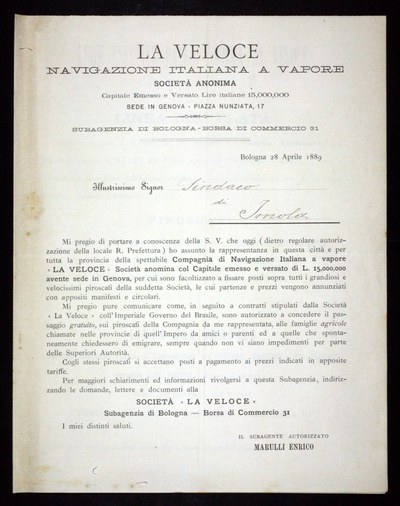 LA VELOCE
NAVIGAZIONE ITALIANA A VAPORE
SOCIETÀ ANONIMA
Capitale Emesso e Versato Lire italiane 15,000,000
SEDE IN GENOVA - PIAZZA NUNZIATA, 17
SUBAGENZIA DI BOLOGNA - BORSA DI COMMERCIO 31
Bologna 28 Aprile 1889
Illustrissimo Signor Sindaco
di
Imola
Mi pregio di portare a conoscenza della S. V. che oggi (dietro regolare autoriz-
zazione della locale R. Prefettura) ho assunto la rappresentanza in questa città e per
tutta la provincia della spettabile Compagnia di Navigazione Italiana a vapore
« LA VELOCE » Società anonima col Capitale emesso e versato di L. 15,000,000
avente sede in Genova, per cui sono facoltizzato a fissare posti sopra tutti i grandiosi e
velocissimi piroscafi della suddetta Società, le cui partenze e prezzi vengono annunziati
con appositi manifesti e circolari.
Mi pregio pure comunicare come, in seguito a contratti stipulati dalla Società
« La Veloce » coll'Imperiale Governo del Brasile, sono autorizzato a concedere il pas-
saggio gratuito, sui piroscafi della Compagnia da me rappresentata, alle famiglie agricole
chiamate nelle provincie di quell'Impero da amici o parenti ed a quelle che sponta-
neamente chiedessero di emigrare, sempre quando non vi siano impedimenti per parte
delle Superiori Autorità.
Cogli stessi piroscafi si accettano posti a pagamento ai prezzi indicati in apposite
tariffe.
Per maggiori schiarimenti ed informazioni rivolgersi a questa Subagenzia, indiriz-
zando le domande, lettere e documenti alla
SOCIETÀ « LA VELOCE »
Subagenzia di Bologna — Borsa di Commercio 31
I miei distinti saluti.
IL SUBAGENTE AUTORIZZATO
MARULLI ENRICO